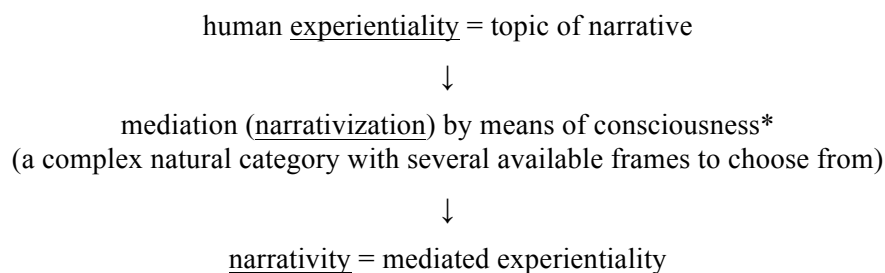 human experientiality = topic of narrative
↓
mediation (narrativization) by means of consciousness*
(a complex natural category with several available frames to choose from)
↓
narrativity = mediated experientiality